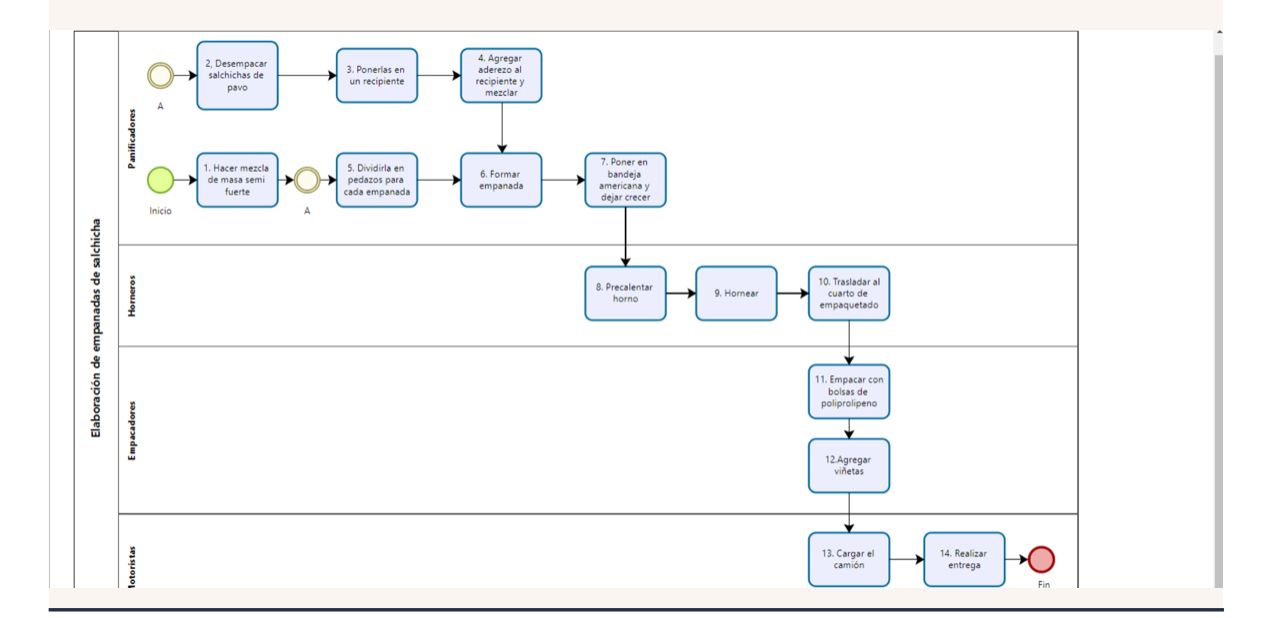 Elaboración de empanadas de salchicha
Panificadores
A
2, Desempacar
salchichas de
pavo
3. Ponerlas en
un recipiente
4. Agregar
aderezo al
recipiente y
mezclar
Inicio
1. Hacer mezcla
de masa semi
fuerte
A
5. Dividirla en
pedazos para
cada empanada
6. Formar
empanada
7. Poner en
bandeja
americana y
dejar crecer
Horneros
8. Precalentar
horno
9. Hornear
10. Trasladar al
cuarto de
empaquetado
Empacadores
11. Empacar con
bolsas de
poliprolipeno
12.Agregar
viñetas
Motoristas
13. Cargar el
camión
14. Realizar
entrega
Fin